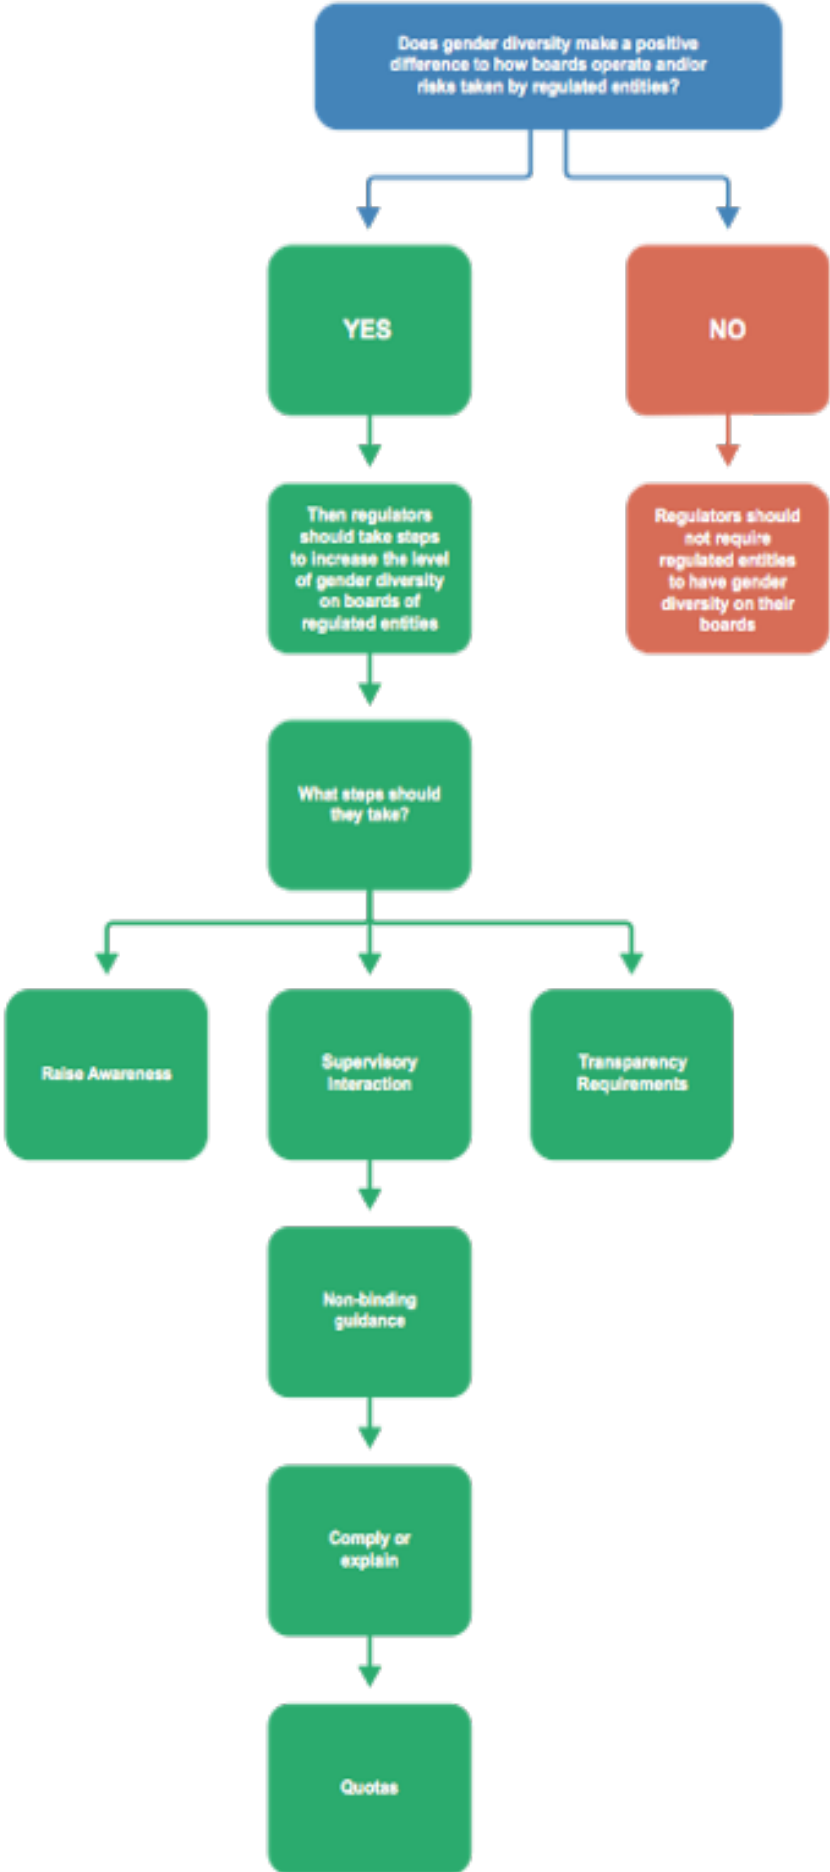 Does gender diversity make a positive
difference to how boards operate and/or
risks taken by regulated entities?
YES
NO
Then regulators
should take steps
to increase the level
of gender diversity
on boards of
regulated entities
Regulators should
not require
regulated entities
to have gender
diversity on their
boards
What steps should
they take?
Raise Awareness
Supervisory
Interaction
Transparency
Requirements
Non-binding
guidance
Comply or
explain
Quotas